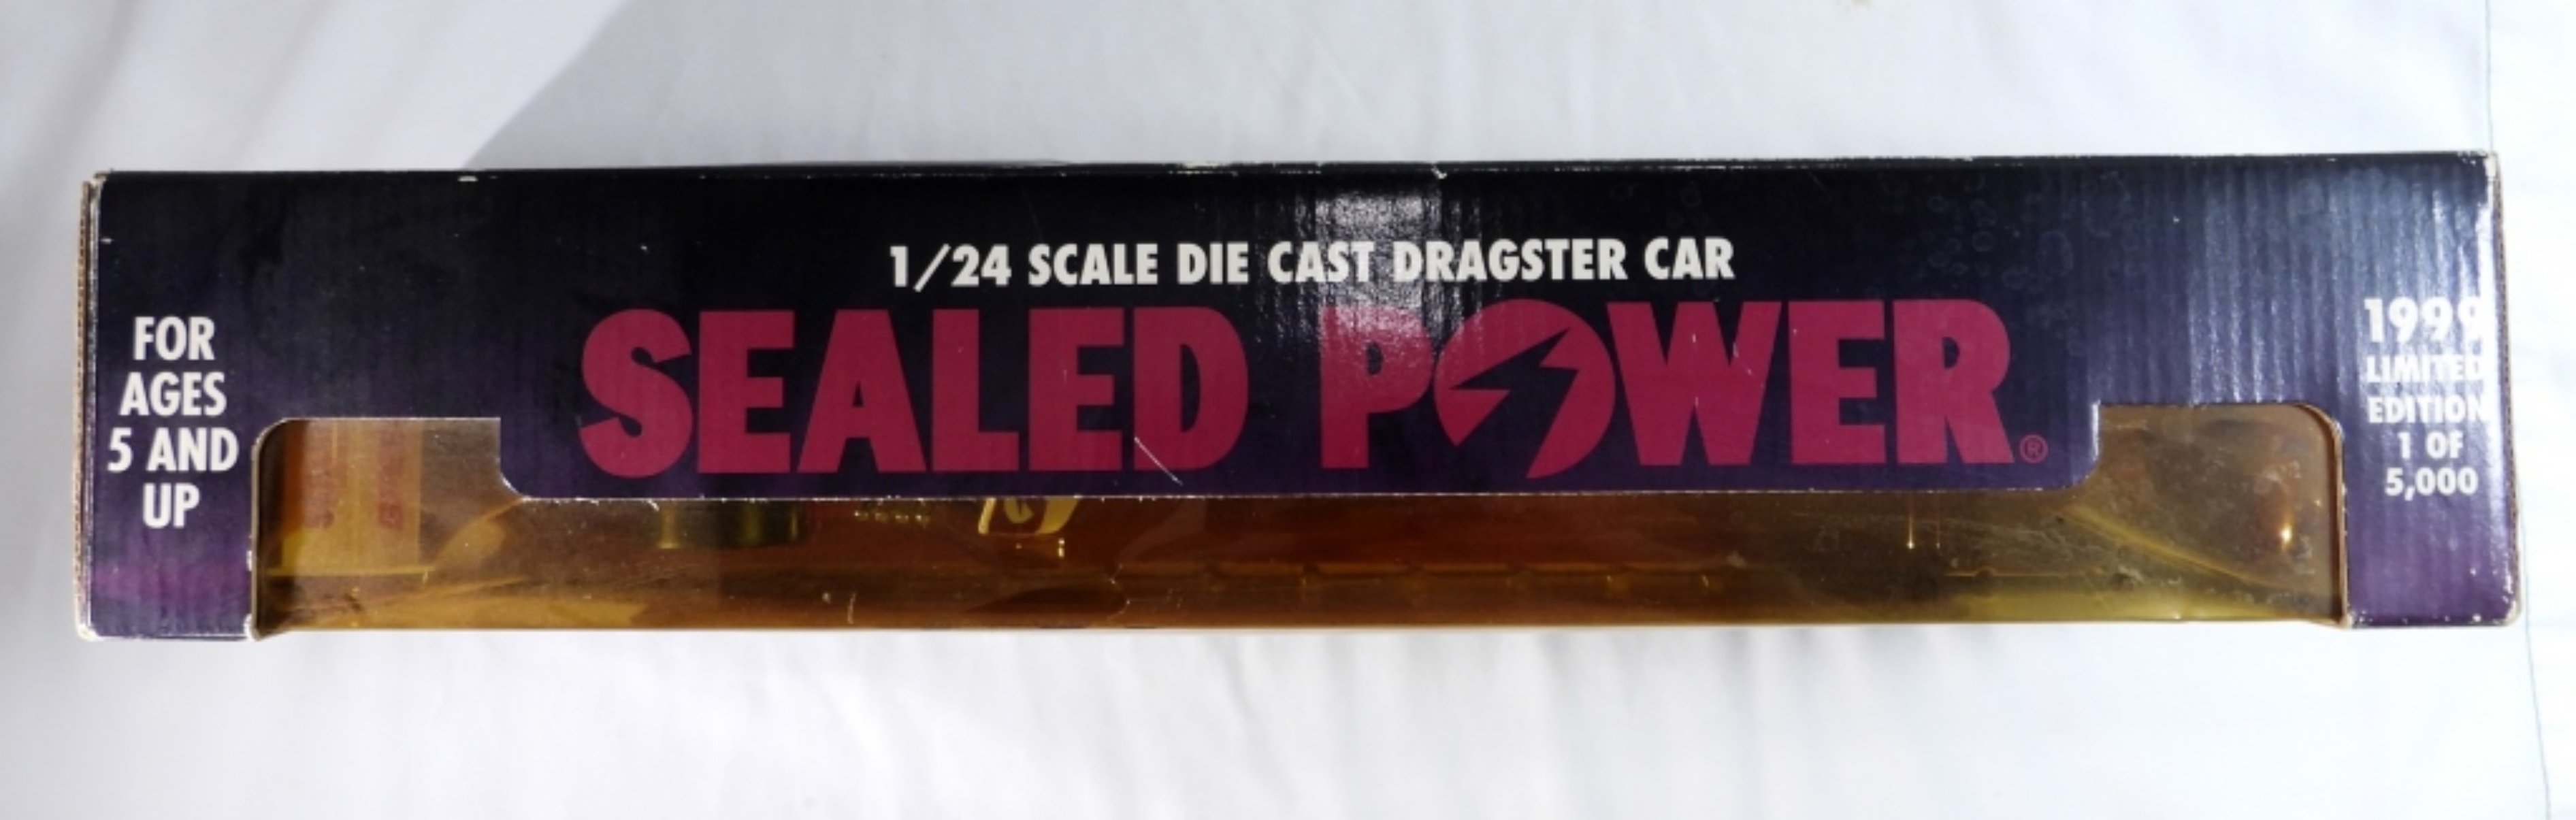 1/24 SCALE DIE CAST DRAGSTER CAR
SEALED POWER®
FOR
AGES
5 AND
UP
1999
LIMITED
EDITION
1 OF
5,000